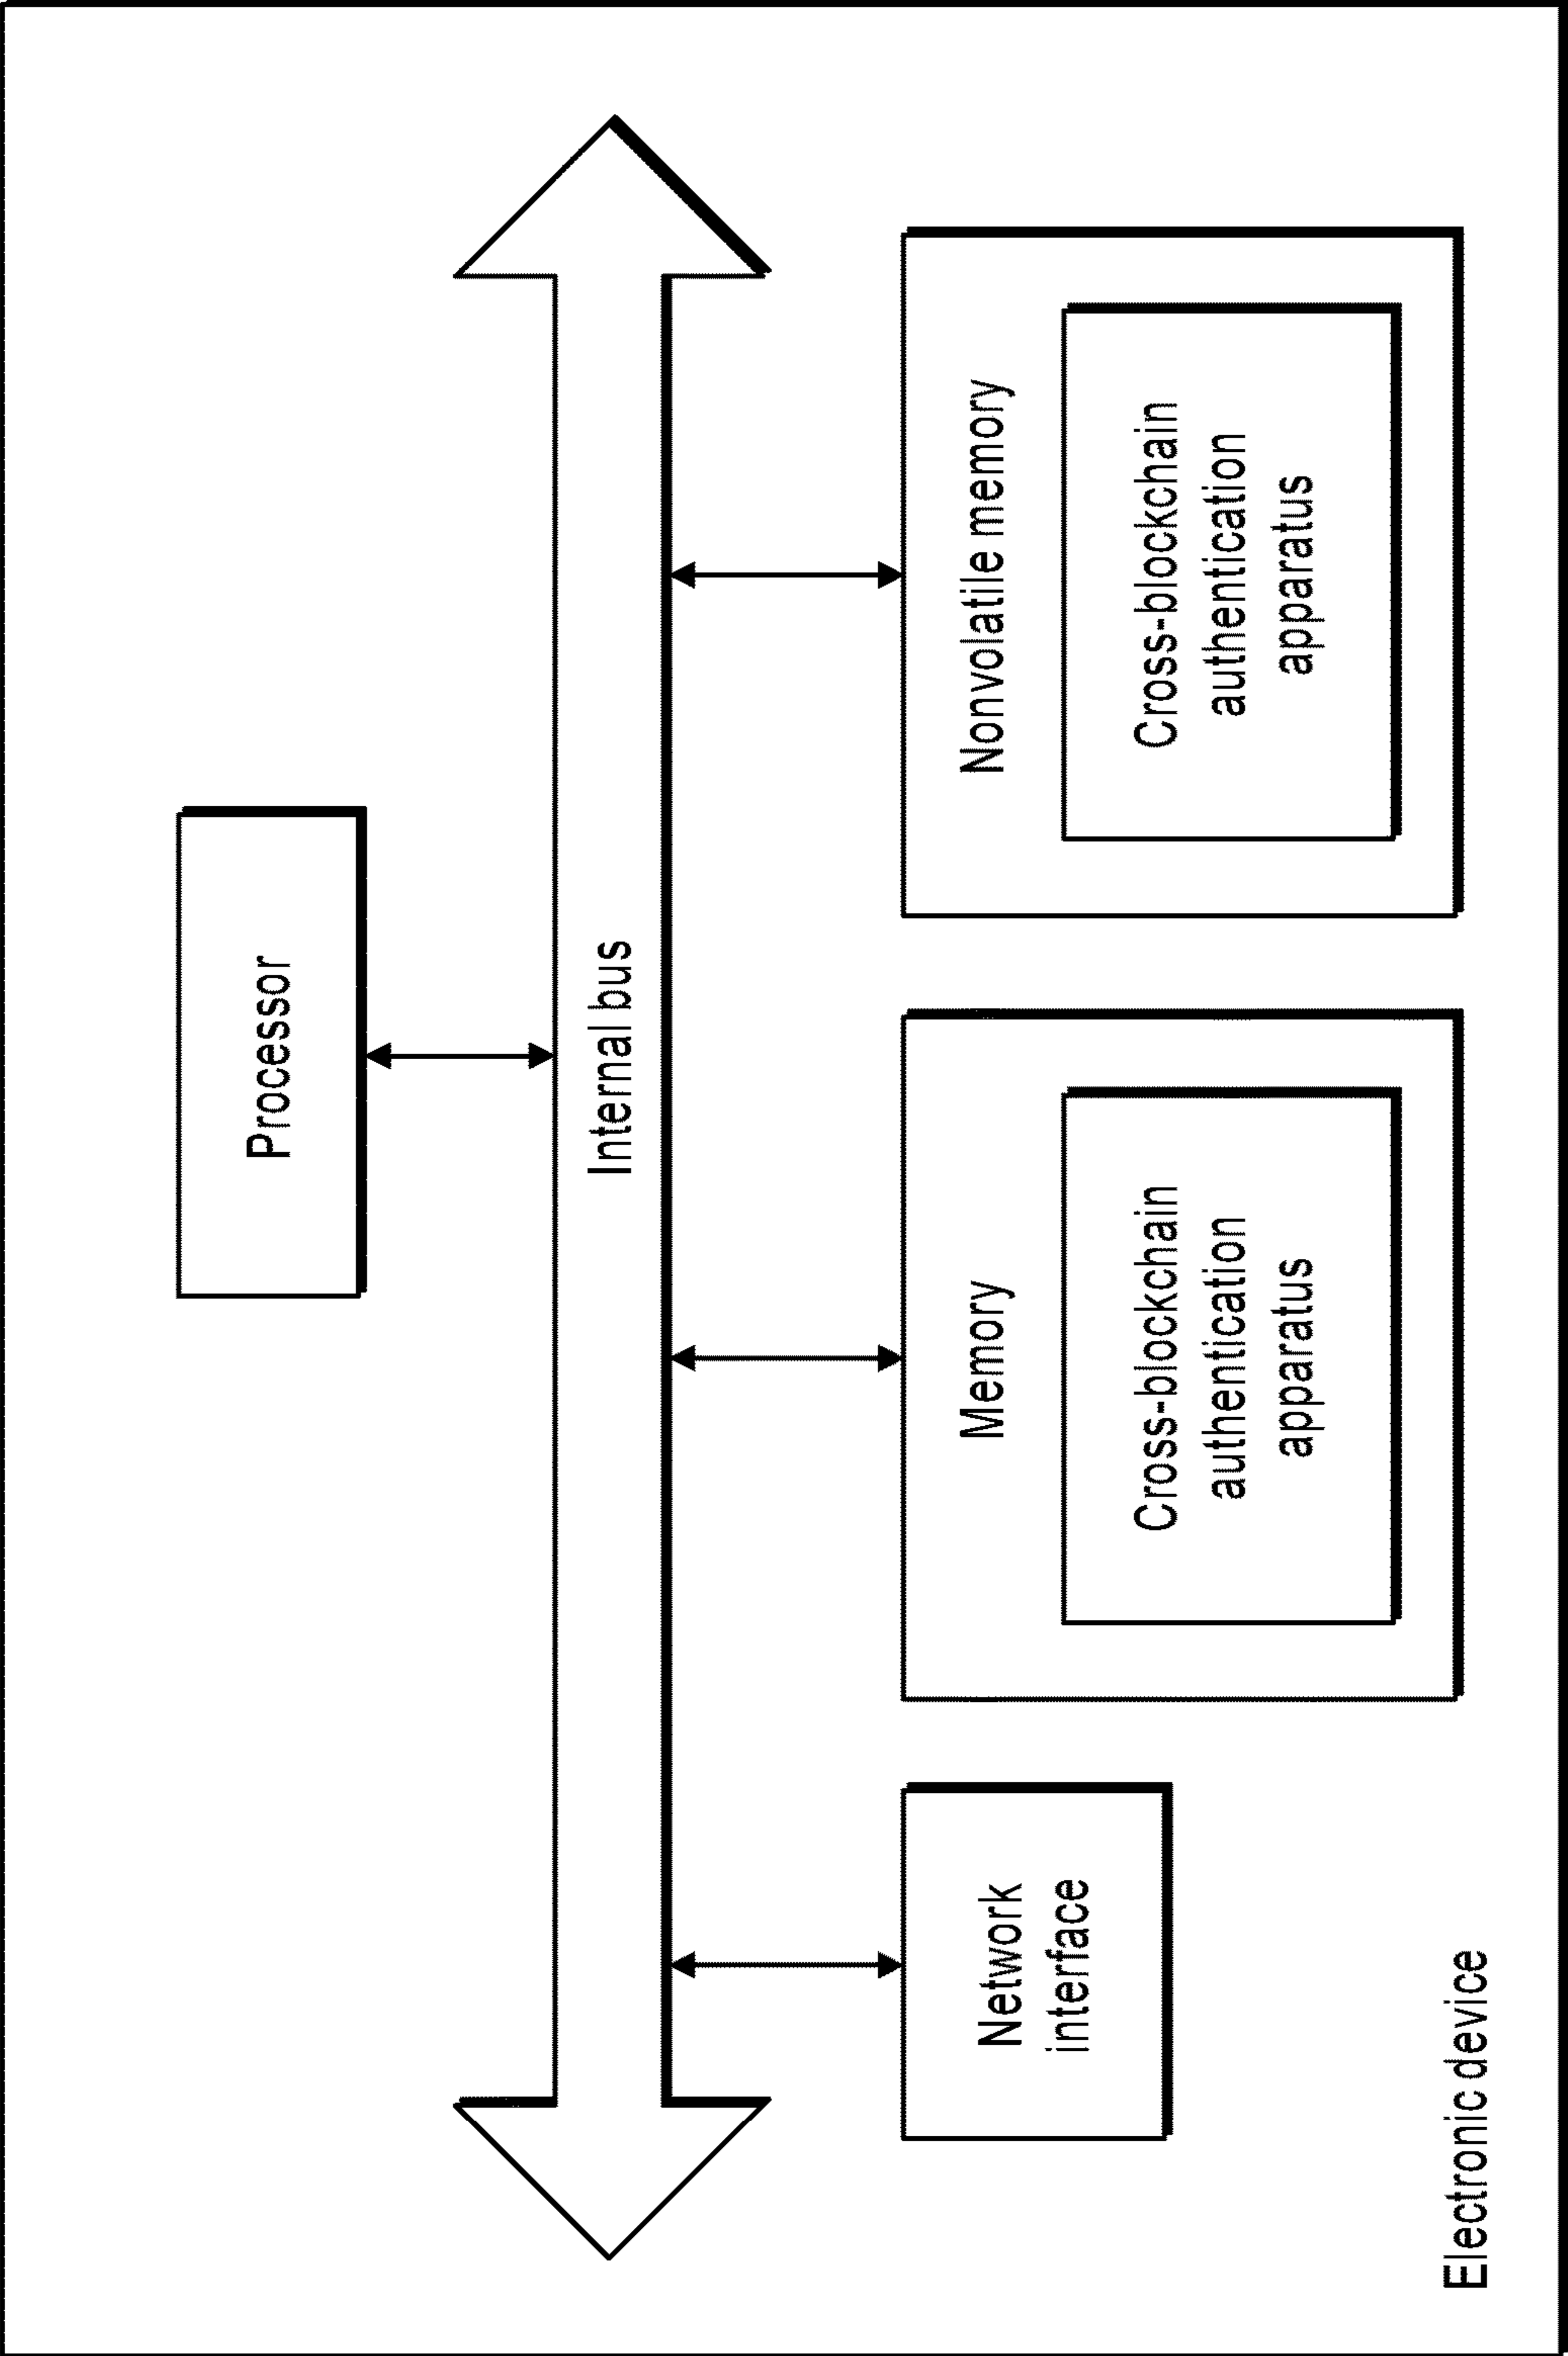 Processor
Internal bus
Network
interface
Memory
Cross-blockchain
authentication
apparatus
Nonvolatile memory
Cross-blockchain
authentication
apparatus
Electronic device